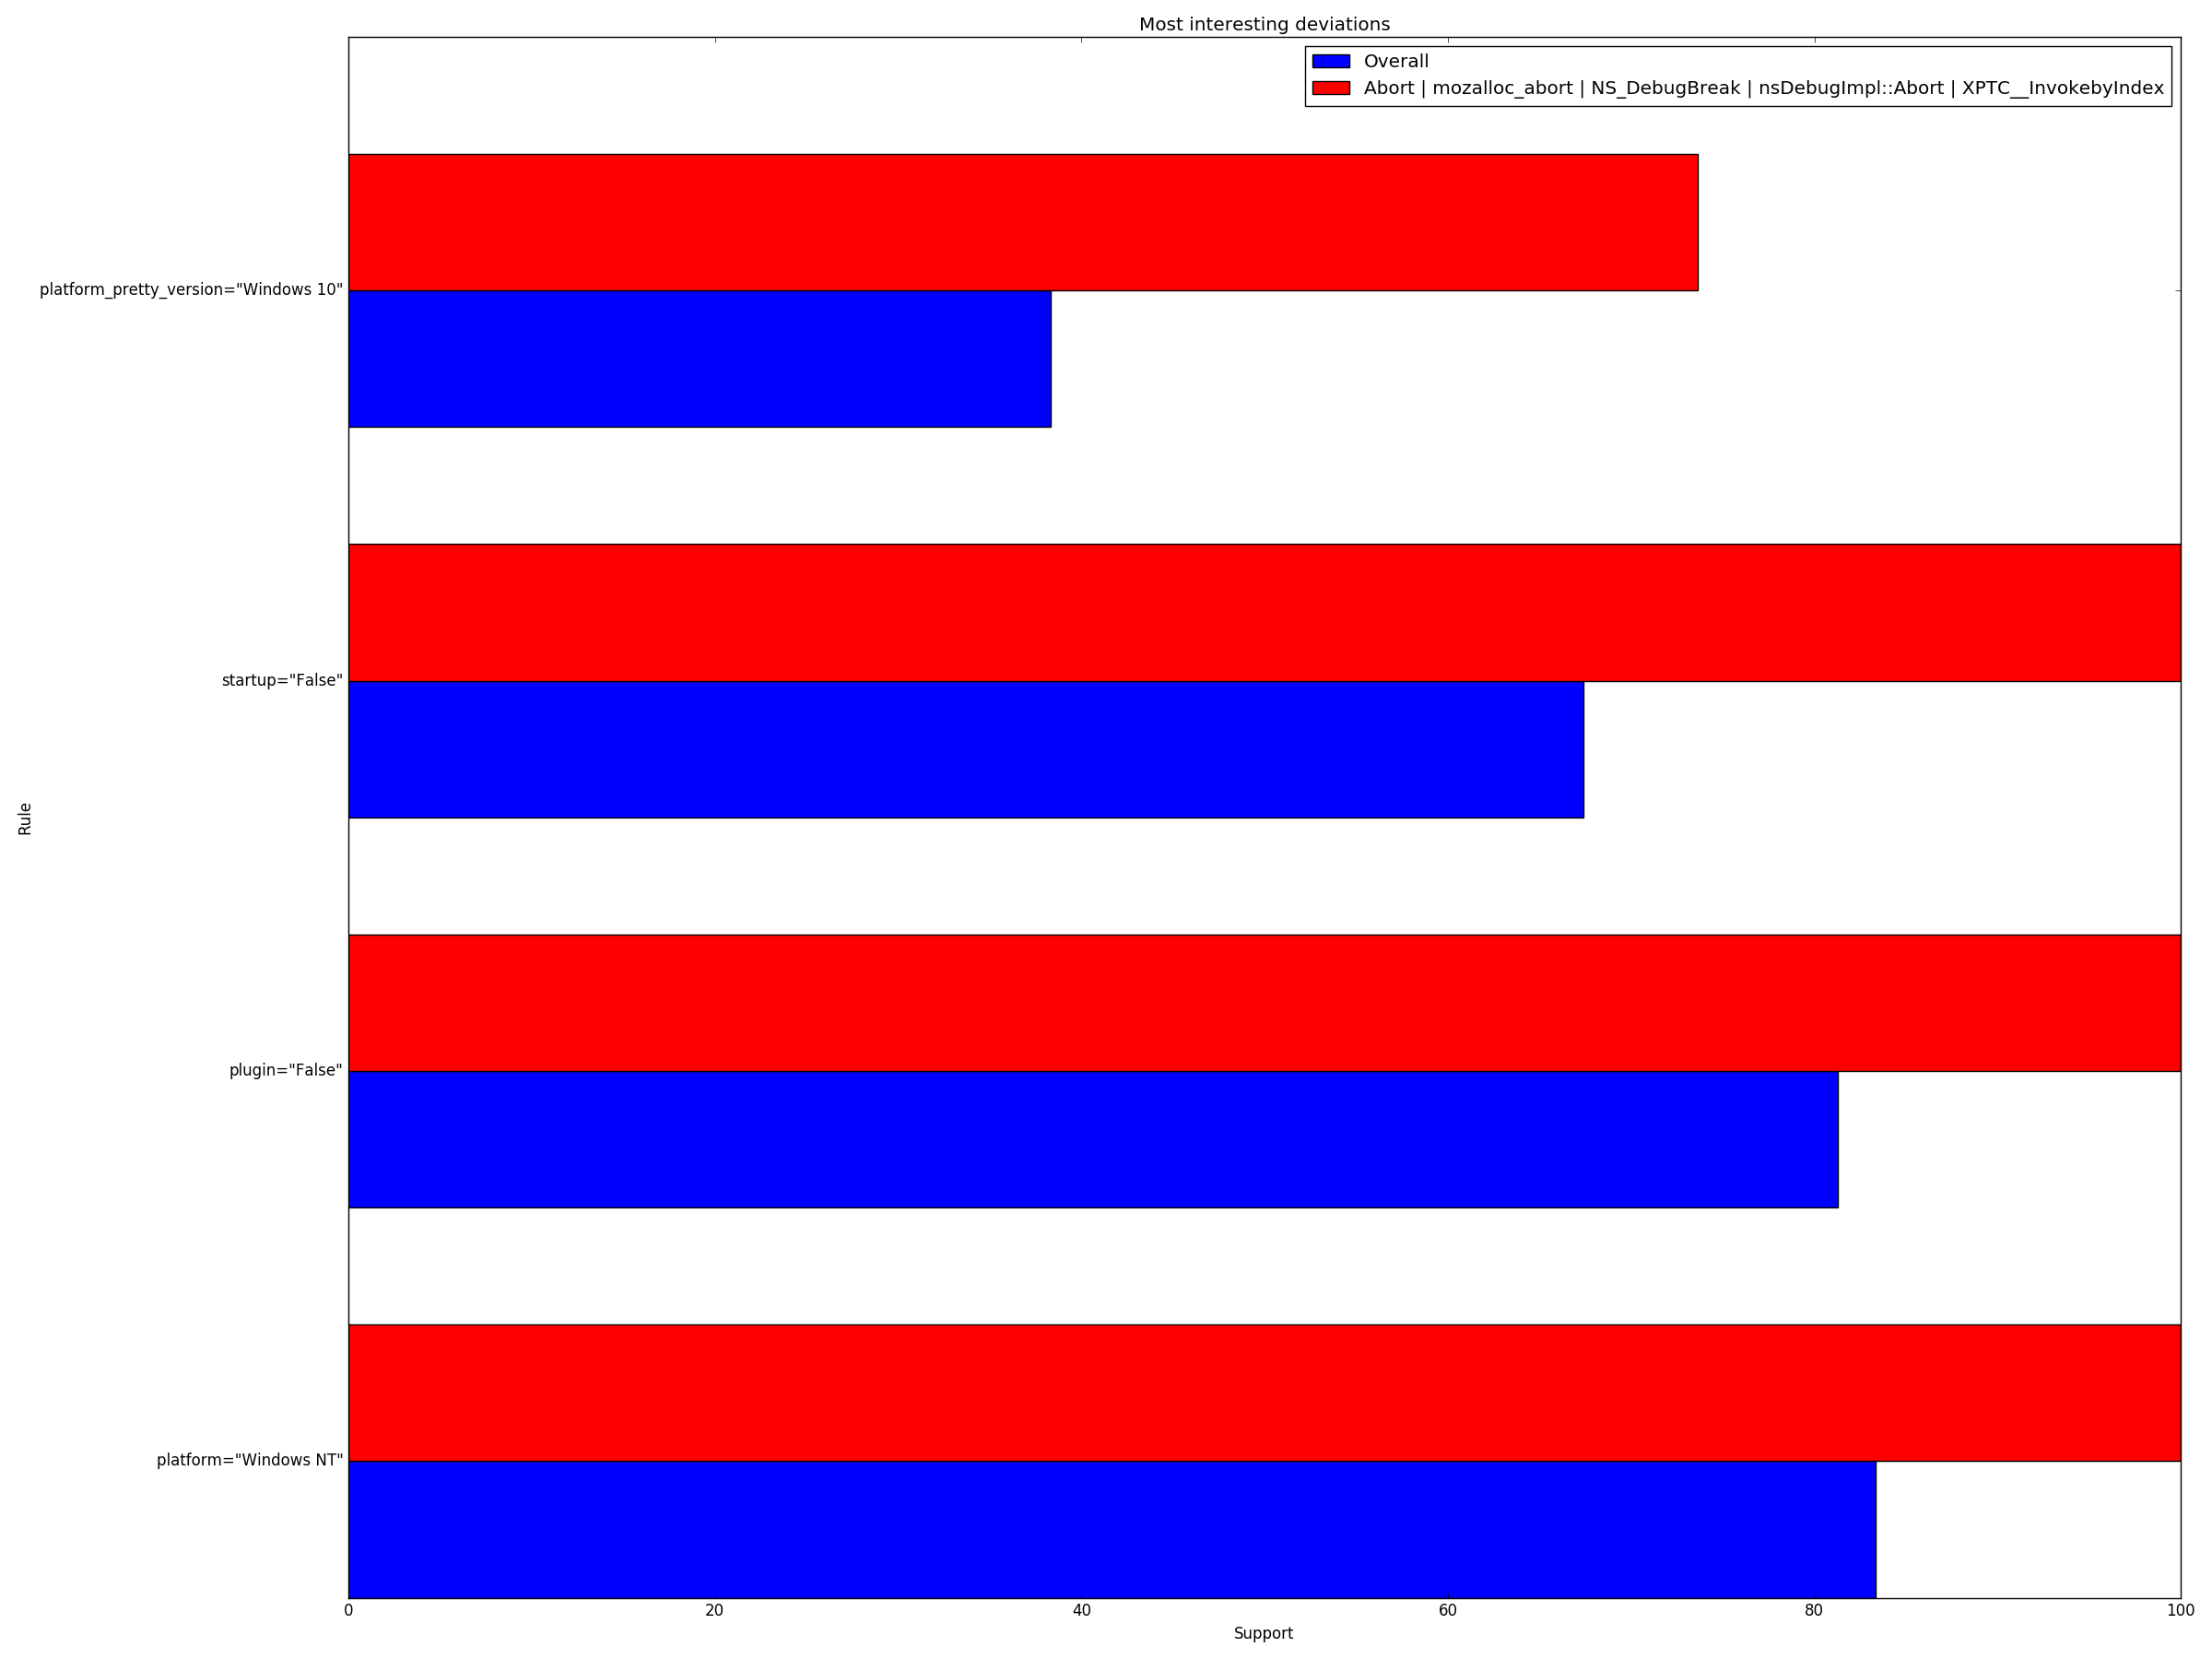 Most interesting deviations
Overall
Abort | mozalloc_abort | NS_DebugBreak | nsDebugImpl::Abort | XPTC__InvokebyIndex
platform_pretty_version="Windows 10"
startup="False"
Rule
plugin="False"
platform="Windows NT"
0 20 40 60 80 100
Support